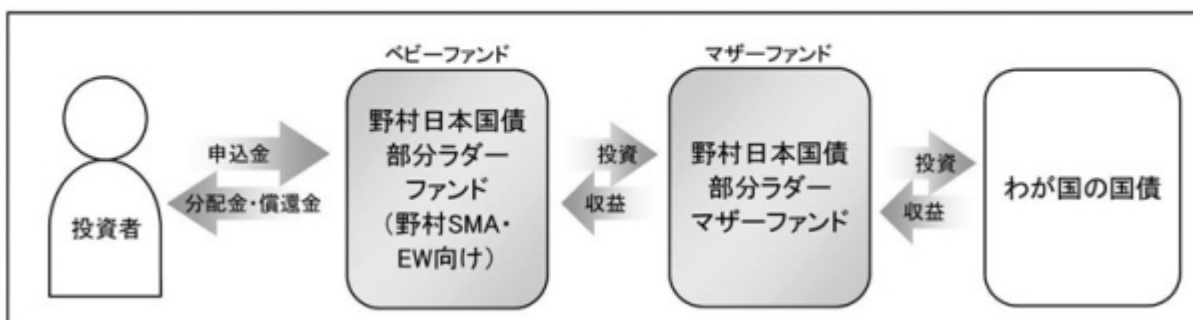 投資者
申込金
分配金・償還金
ベビーファンド
野村日本国債
部分ラダー
ファンド
(野村SMA・
EW向け)
投資
収益
マザーファンド
野村日本国債
部分ラダー
マザーファンド
投資
収益
わが国の国債